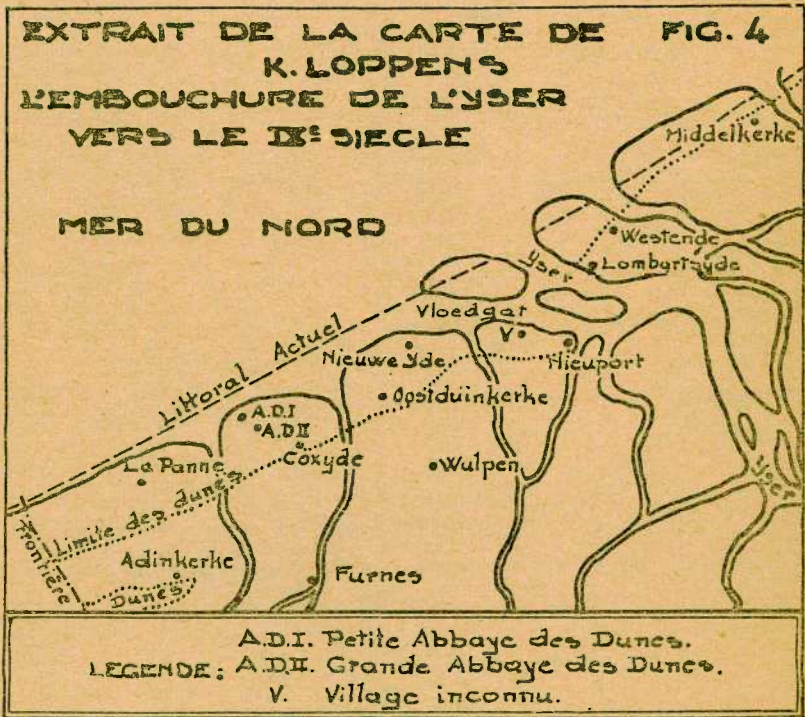 EXTRAIT DE LA CARTE DE FIG. 4
K. LOPPENS
L'EMBOUCHURE DE L'YSER
VERS LE IXE SIECLE
MER DU NORD
Middelkerke
Westende
Yser
Lombartsyde
Vloedgat
V
Littoral Actuel
Nieuwe Yde
Nieuport
Oostduinkerke
A.D.I
A.D.II
Coxyde
La Panne
Wulpen
Yser
Limite des dunes
Frontière
Adinkerke
Dunes
Furnes
A.D.I. Petite Abbaye des Dunes.
LEGENDE: A.D.II. Grande Abbaye des Dunes.
V. Village inconnu.